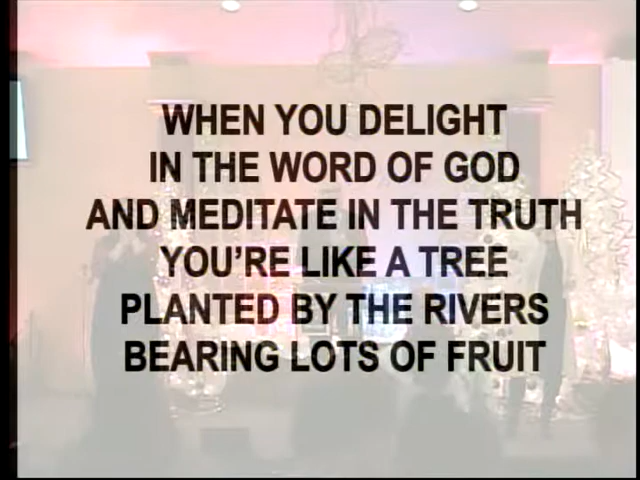 WHEN YOU DELIGHT
IN THE WORD OF GOD
AND MEDITATE IN THE TRUTH
YOU'RE LIKE A TREE
PLANTED BY THE RIVERS
BEARING LOTS OF FRUIT